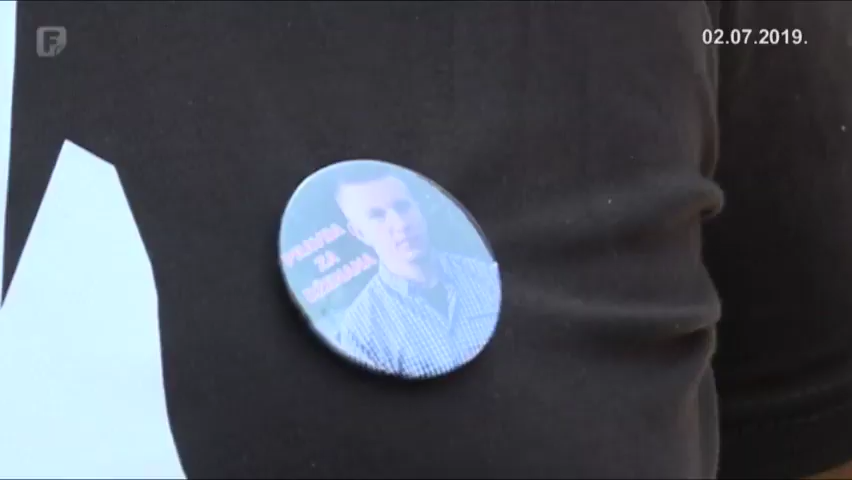 F
02.07.2019.
PRAVDA
ZA
DŽENANA